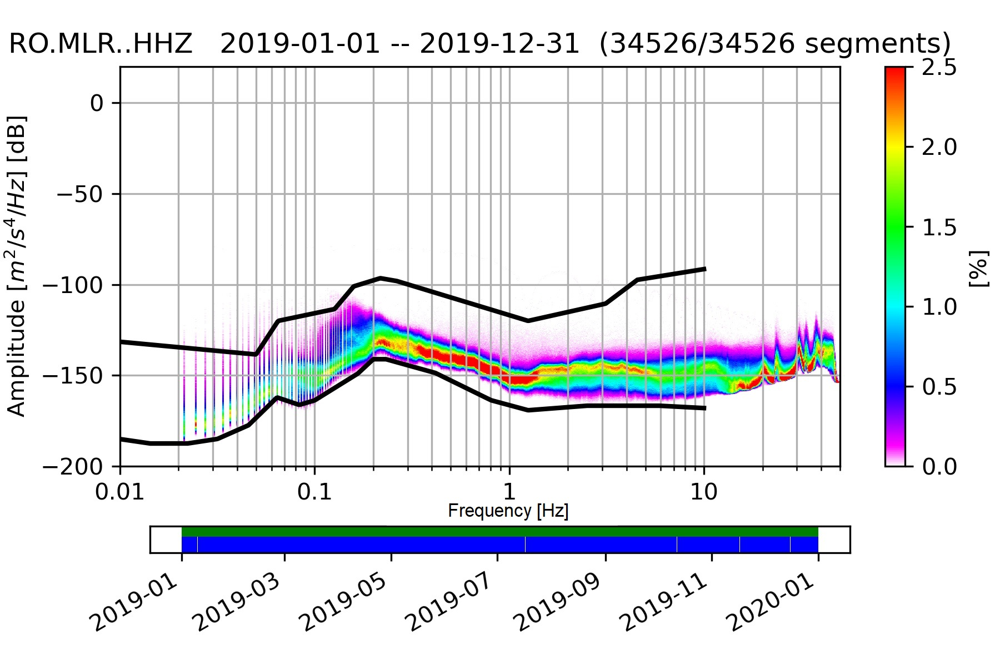 RO.MLR..HHZ   2019-01-01 -- 2019-12-31  (34526/34526 segments)
Amplitude [m²/s⁴/Hz] [dB]
0
−50
−100
−150
−200
0.01 0.1 1 10
Frequency [Hz]
2.5
2.0
1.5
1.0
0.5
0.0
[%]
2019-01 2019-03 2019-05 2019-07 2019-09 2019-11 2020-01